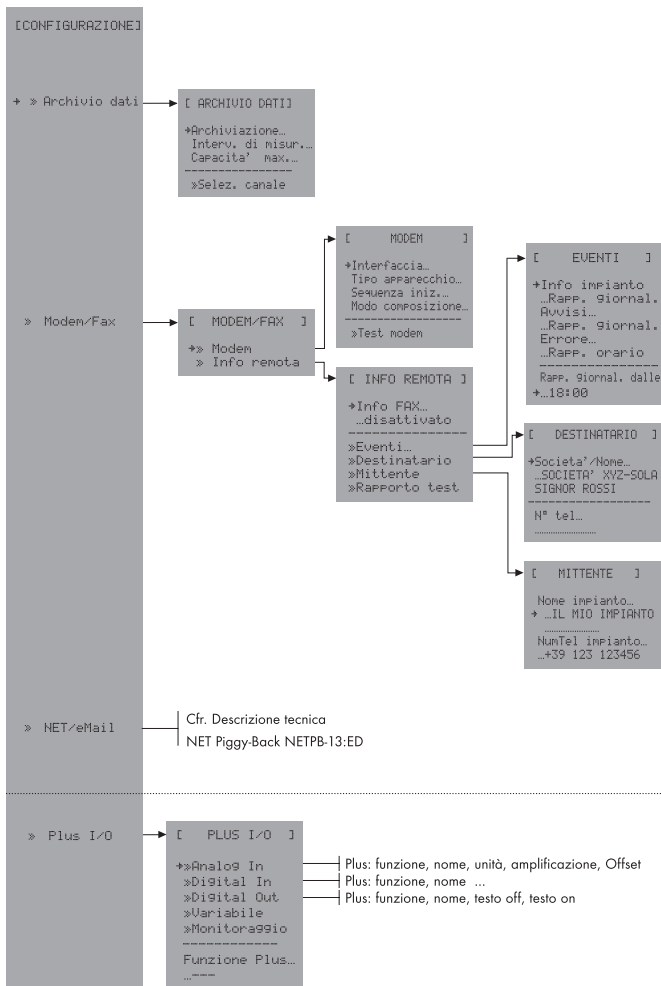 [CONFIGURAZIONE]
→ » Archivio dati
[ ARCHIVIO DATI]
→Archiviazione…
Interv. di misur.…
Capacita' max.…
----------------
»Selez. canale
» Modem/Fax
[ MODEM/FAX ]
→» Modem
» Info remota
[ MODEM ]
→Interfaccia…
Tipo apparecchio…
Sequenza iniz.…
Modo composizione…
------------------
»Test modem
[ INFO REMOTA ]
→Info FAX…
…disattivato
----------------
»Eventi…
»Destinatario
»Mittente
»Rapporto test
[ EVENTI ]
→Info impianto
…Rapp. giornal.
Avvisi…
…Rapp. giornal.
Errore…
…Rapp. orario
----------------
Rapp. giornal. dalle
→…18:00
[ DESTINATARIO ]
→Societa'/Nome…
…SOCIETA' XYZ-SOLA
SIGNOR ROSSI
------------------
N° tel…
........................
[ MITTENTE ]
Nome impianto…
→ …IL MIO IMPIANTO
........................
NumTel impianto…
…+39 123 123456
» NET/eMail
Cfr. Descrizione tecnica
NET Piggy-Back NETPB-13:ED
» Plus I/O
[ PLUS I/O ]
→»Analog In
»Digital In
»Digital Out
»Variabile
»Monitoraggio
-------------
Funzione Plus…
…---
Plus: funzione, nome, unità, amplificazione, Offset
Plus: funzione, nome ...
Plus: funzione, nome, testo off, testo on